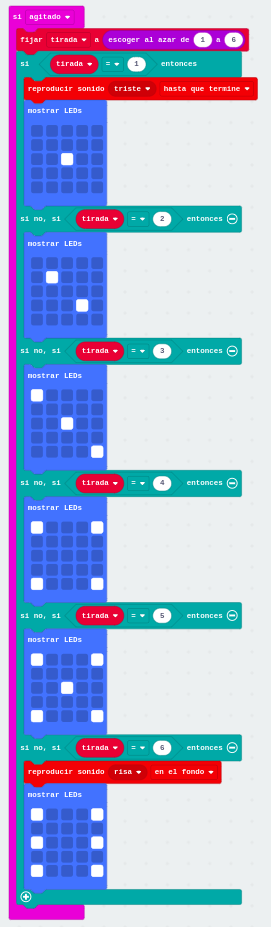 si agitado
fijar tirada a escoger al azar de 1 a 6
si tirada = 1 entonces
reproducir sonido triste hasta que termine
mostrar LEDs
si no, si tirada = 2 entonces
mostrar LEDs
si no, si tirada = 3 entonces
mostrar LEDs
si no, si tirada = 4 entonces
mostrar LEDs
si no, si tirada = 5 entonces
mostrar LEDs
si no, si tirada = 6 entonces
reproducir sonido risa en el fondo
mostrar LEDs